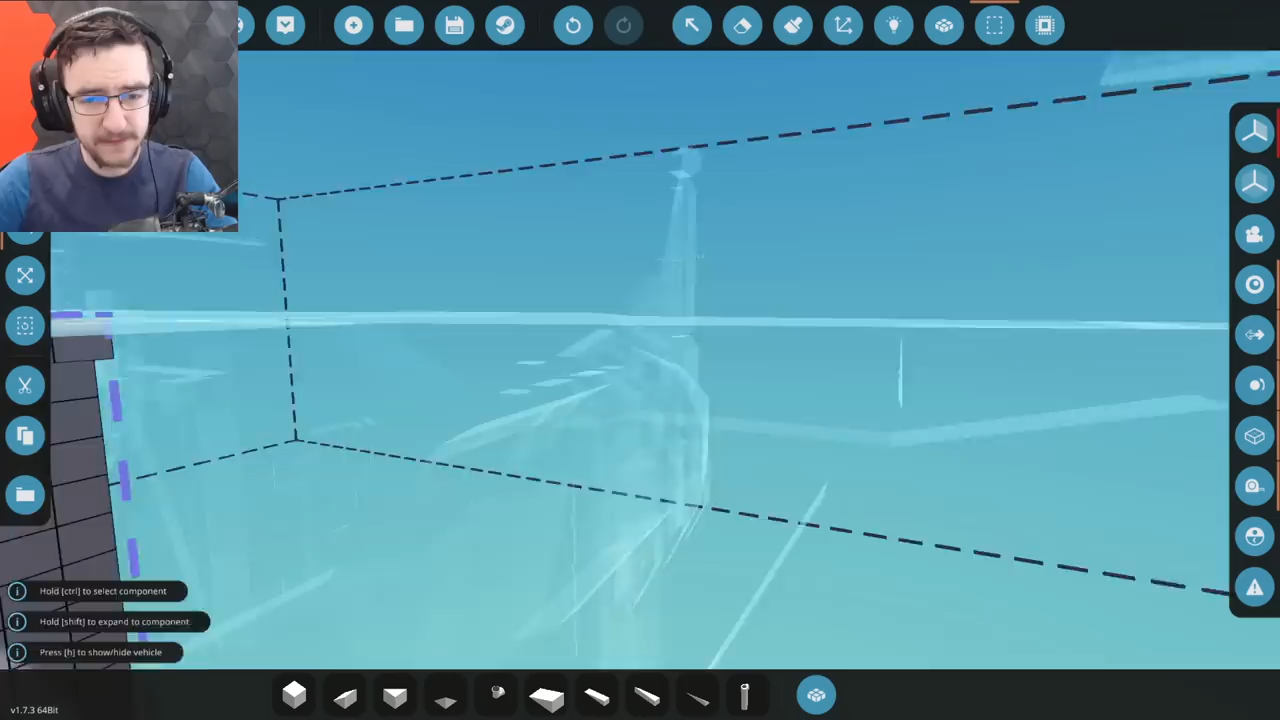 Hold [ctrl] to select component
Hold [shift] to expand to component
Press [h] to show/hide vehicle
v1.7.3 64Bit